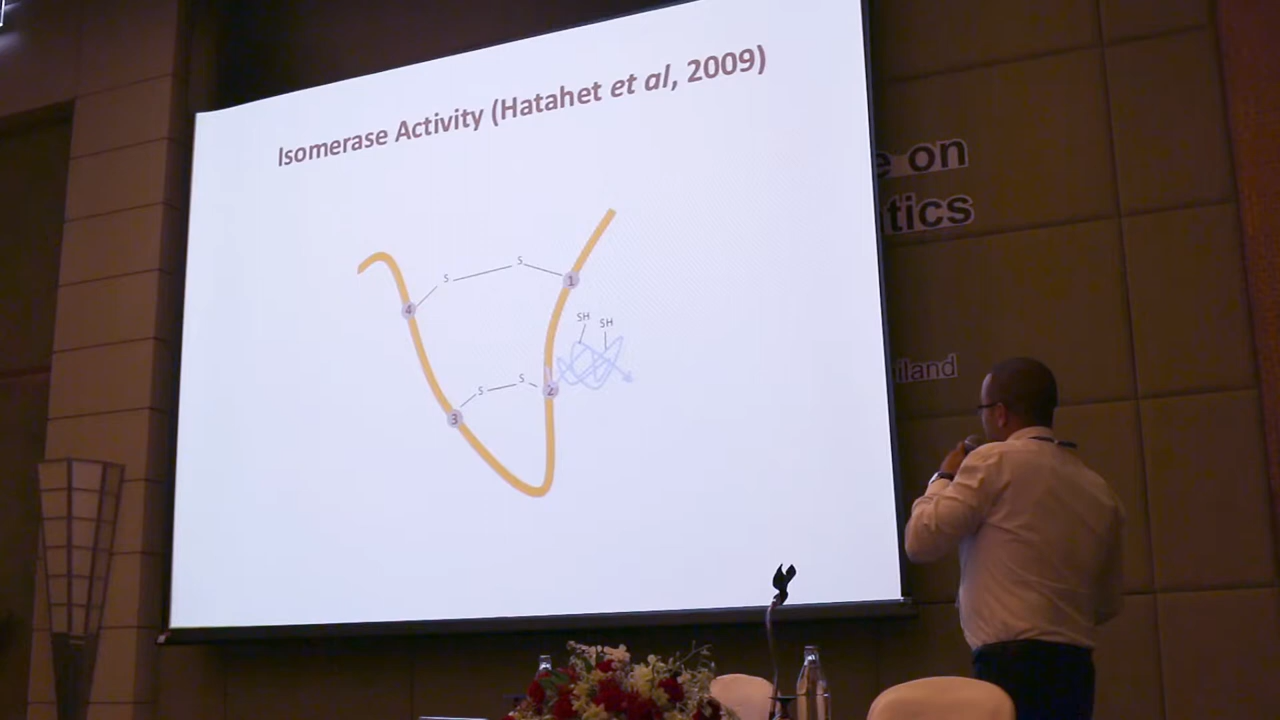 Isomerase Activity (Hatahet et al, 2009)
S
S
1
4
SH
SH
S
S
2
3
e on
tics
iland